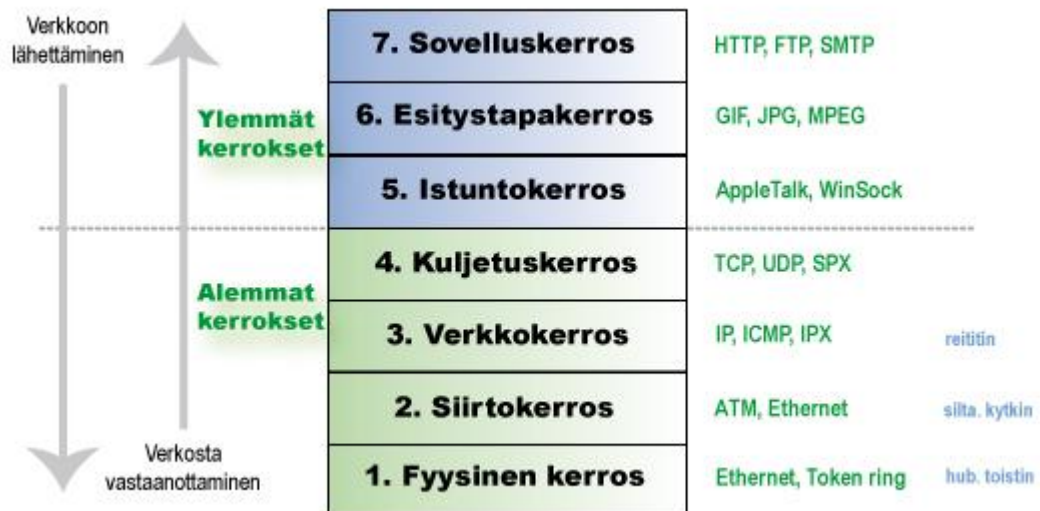 Verkkoon
lähettäminen
7. Sovelluskerros
HTTP, FTP, SMTP
Ylemmät
kerrokset
6. Esitystapakerros
GIF, JPG, MPEG
5. Istuntokerros
AppleTalk, WinSock
4. Kuljetuskerros
TCP, UDP, SPX
Alemmat
kerrokset
3. Verkkokerros
IP, ICMP, IPX
reititin
2. Siirtokerros
ATM, Ethernet
silta. kytkin
Verkosta
vastaanottaminen
1. Fyysinen kerros
Ethernet, Token ring
hub. toistin